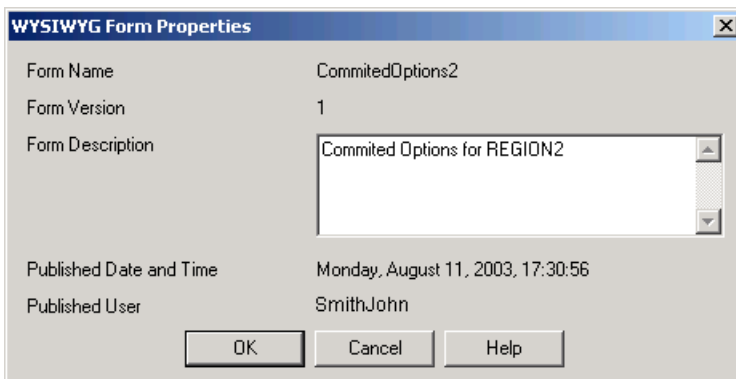 WYSIWYG Form Properties
Form Name CommitedOptions2
Form Version 1
Form Description Commited Options for REGION2
Published Date and Time Monday, August 11, 2003, 17:30:56
Published User SmithJohn
OK Cancel Help